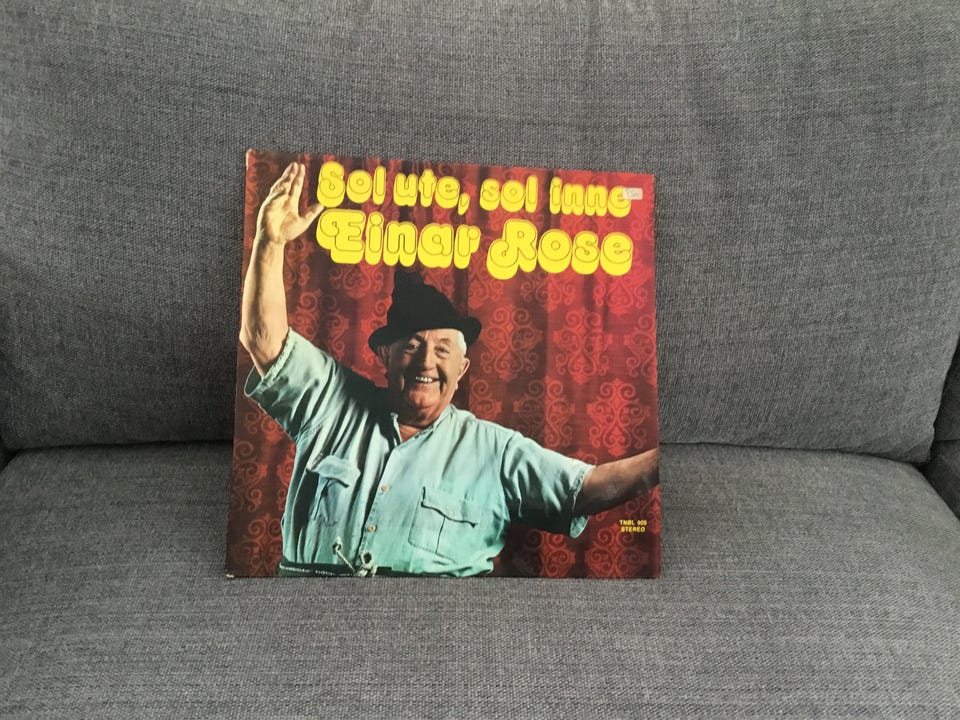 Sol ute, sol inne
Einar Rose
TNBL 905
STEREO